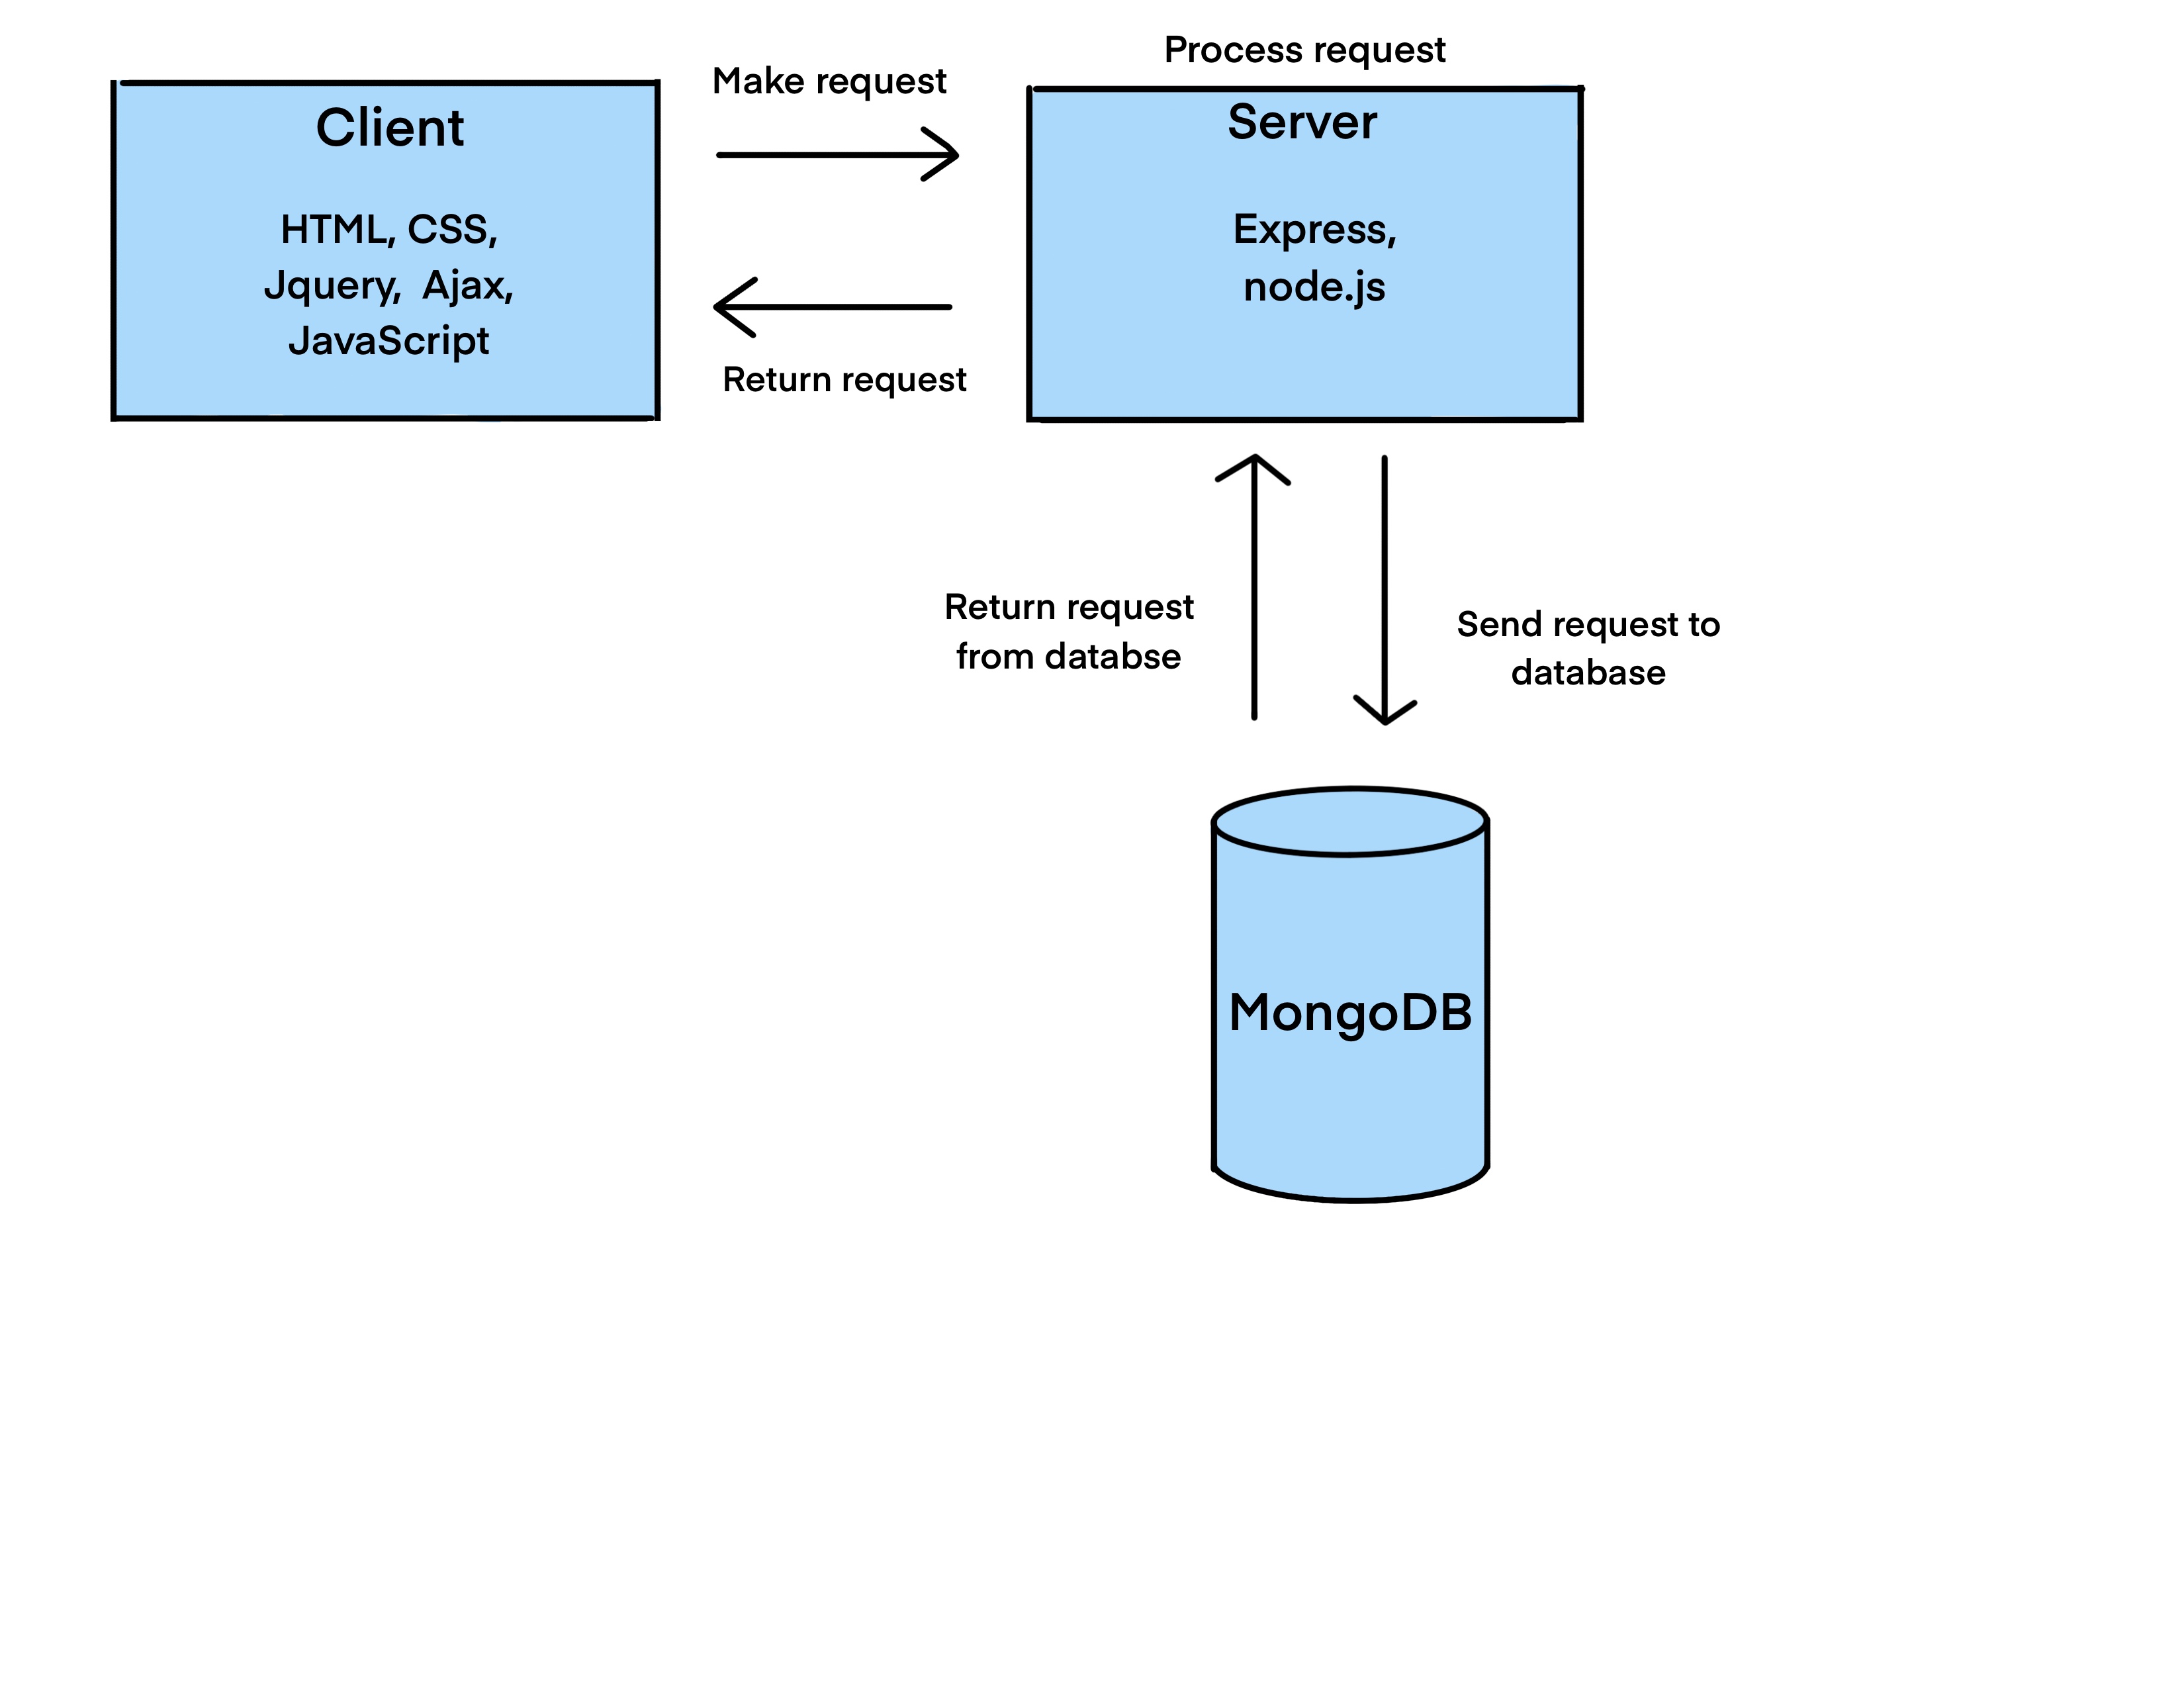 Process request
Make request
Client
Server
HTML, CSS,
Jquery, Ajax,
JavaScript
Express,
node.js
Return request
Return request
from databse
Send request to
database
MongoDB